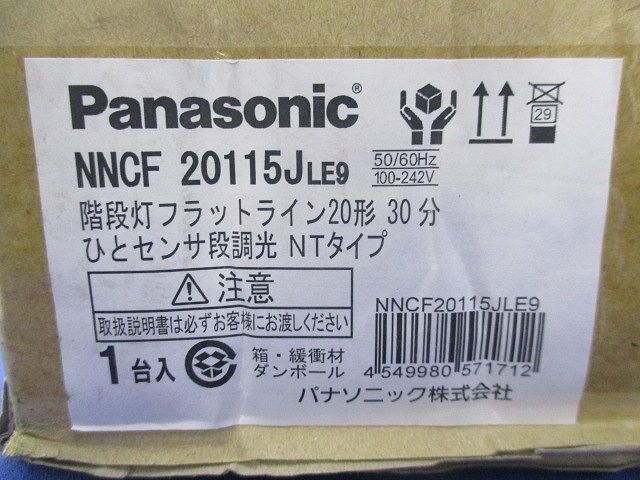 Panasonic®
29
NNCF 20115J LE9
50/60Hz
100-242V
階段灯フラットライン20形 30分
ひとセンサ段調光 NTタイプ
注意
取扱説明書は必ずお客様にお渡しください
1台入
箱・緩衝材
ダンボール
NNCF20115JLE9
4 549980 571712
パナソニック株式会社